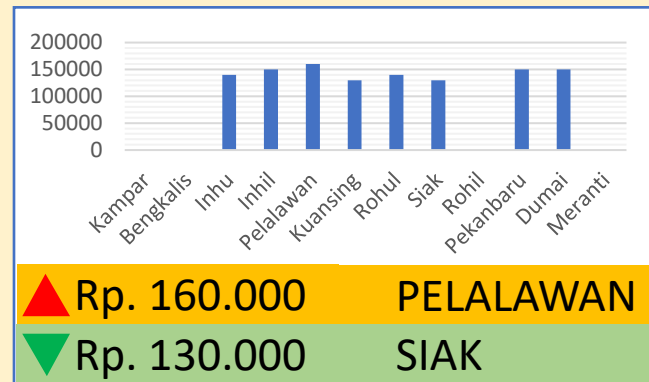 200000
150000
100000
50000
0
Kampar
Bengkalis
Inhu
Inhil
Pelalawan
Kuansing
Rohul
Siak
Rohil
Pekanbaru
Dumai
Meranti
Rp. 160.000 PELALAWAN
Rp. 130.000 SIAK